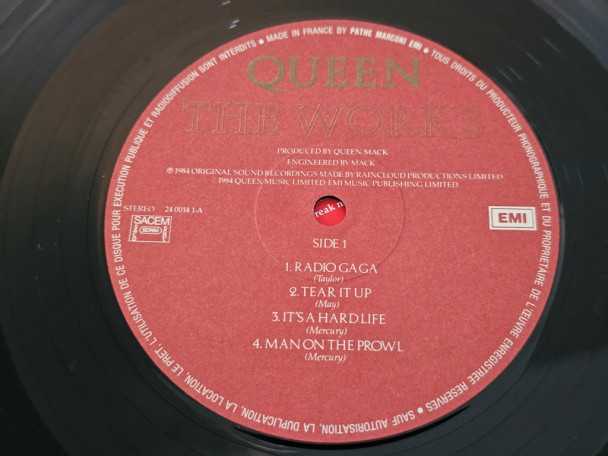 QUEEN
THE WORKS
PRODUCED BY QUEEN MACK
ENGINEERED BY MACK
℗ 1984 ORIGINAL SOUND RECORDINGS MADE BY RAINCLOUD PRODUCTIONS LIMITED
1984 QUEEN MUSIC LIMITED/EMI MUSIC PUBLISHING LIMITED
STEREO 24 0014 1-A
SACEM
EMI
reak n
SIDE 1
1: RADIO GAGA
(Taylor)
2. TEAR IT UP
(May)
3. IT'S A HARD LIFE
(Mercury)
4. MAN ON THE PROWL
(Mercury)
MADE IN FRANCE BY PATHE MARCONI EMI • TOUS DROITS DU PRODUCTEUR PHONOGRAPHIQUE ET DU PROPRIETAIRE DE L'ŒUVRE ENREGISTREE RESERVES • SAUF AUTORISATION, LA DUPLICATION, LA LOCATION, LE PRET, L'UTILISATION DE CE DISQUE POUR EXECUTION PUBLIQUE ET RADIODIFFUSION SONT INTERDITS •